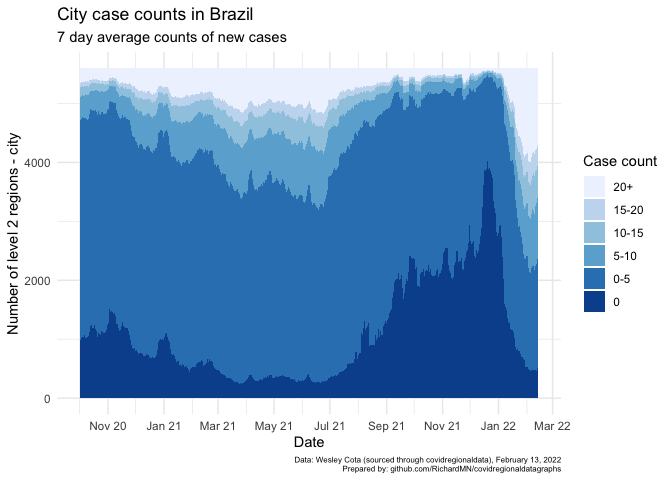 City case counts in Brazil
7 day average counts of new cases
Number of level 2 regions - city
4000
2000
0
Nov 20 Jan 21 Mar 21 May 21 Jul 21 Sep 21 Nov 21 Jan 22 Mar 22
Date
Case count
20+
15-20
10-15
5-10
0-5
0
Data: Wesley Cota (sourced through covidregionaldata), February 13, 2022
Prepared by: github.com/RichardMN/covidregionaldatagraphs